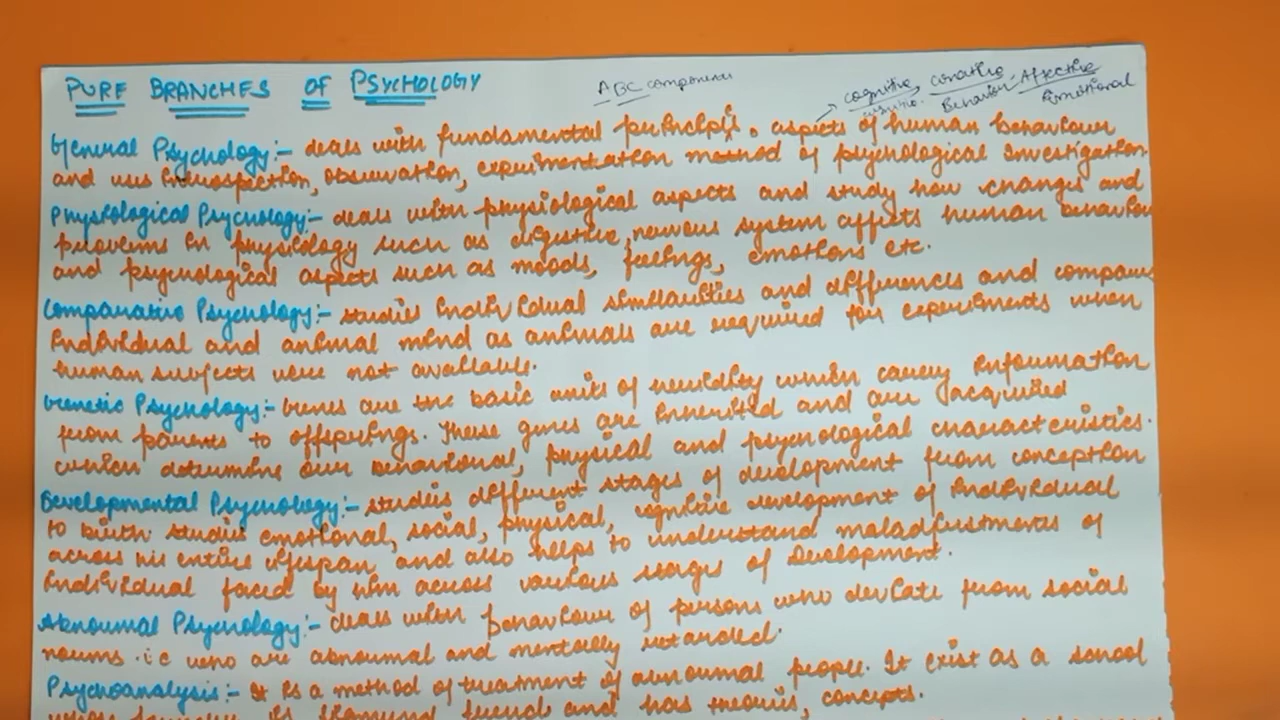 PURE BRANCHES OF PSYCHOLOGY
ABC components → cognitive, conative, Affective
Behavior, Emotional
General Psychology:- deals with fundamental principles, aspects of human behaviour
and uses introspection, observation, experimentation method of psychological investigation
Physiological Psychology:- deals with physiological aspects and study how changes and
problems in physiology such as digestive, nervous system affects human behaviour
and psychological aspects such as moods, feelings, emotions etc.
Comparative Psychology:- studies individual similarities and differences and compares
individual and animal mind as animals are required for experiments when
human subjects were not available.
Genetic Psychology:- Genes are the basic units of heredity which carry information
from parents to offsprings. These genes are inherited and are acquired
which determine our behavioural, physical and psychological characteristics.
Developmental Psychology:- studies different stages of development from conception
to birth. studies emotional, social, physical, cognitive development of individual
across his entire lifespan, and also helps to understand maladjustments of
individual faced by him across various stages of development.
Abnormal Psychology:- deals with behaviour of persons who deviate from social
norms. i.e who are abnormal and mentally retarded.
Psychoanalysis:- It is a method of treatment of abnormal people. It exist as a school
whose founder is Sigmund Freud and has theories, concepts.